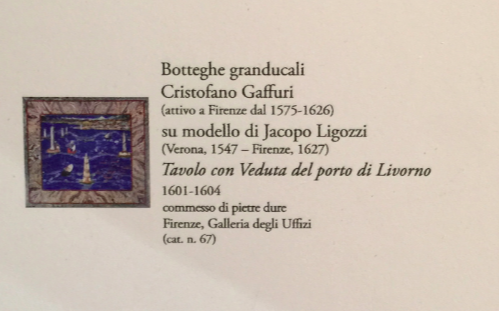 Botteghe granducali
Cristofano Gaffuri
(attivo a Firenze dal 1575-1626)
su modello di Jacopo Ligozzi
(Verona, 1547 – Firenze, 1627)
Tavolo con Veduta del porto di Livorno
1601-1604
commesso di pietre dure
Firenze, Galleria degli Uffizi
(cat. n. 67)